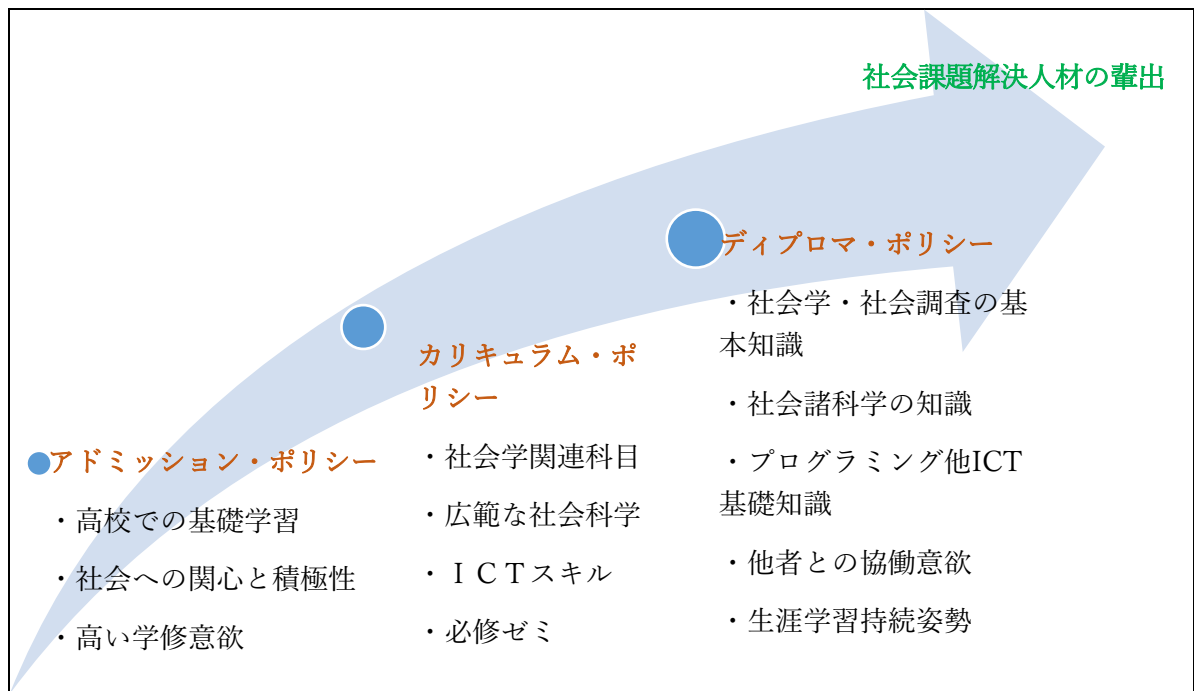 社会課題解決人材の輩出
アドミッション・ポリシー
・高校での基礎学習
・社会への関心と積極性
・高い学修意欲
カリキュラム・ポ
リシー
・社会学関連科目
・広範な社会科学
・ＩＣＴスキル
・必修ゼミ
ディプロマ・ポリシー
・社会学・社会調査の基
本知識
・社会諸科学の知識
・プログラミング他ICT
基礎知識
・他者との協働意欲
・生涯学習持続姿勢